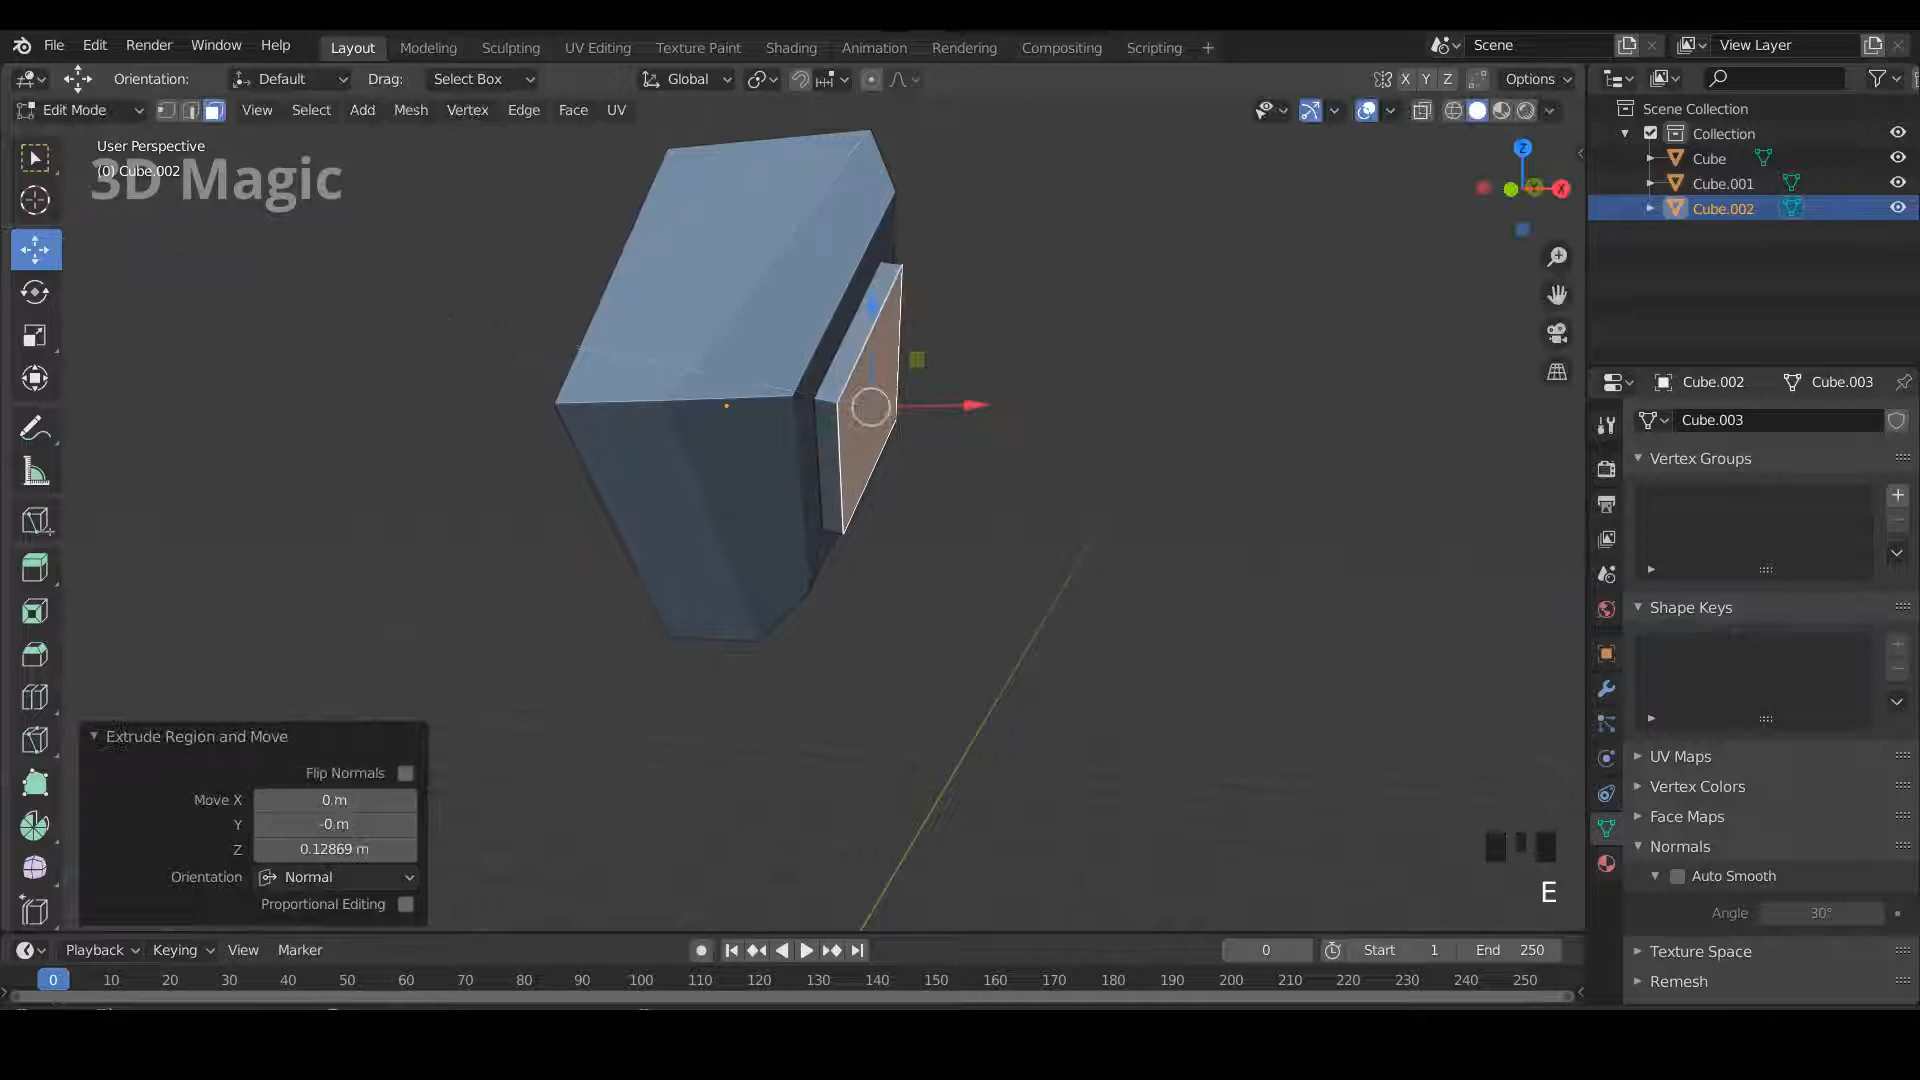 File Edit Render Window Help Layout Modeling Sculpting UV Editing Texture Paint Shading Animation Rendering Compositing Scripting + Scene View Layer
Orientation: Default Drag: Select Box Global X Y Z Options
Edit Mode View Select Add Mesh Vertex Edge Face UV
Scene Collection
Collection
Cube
Cube.001
Cube.002
User Perspective
(0) Cube.002
3D Magic
Z
X
Cube.002 Cube.003
Cube.003
Vertex Groups
Shape Keys
UV Maps
Vertex Colors
Face Maps
Normals
Auto Smooth
Angle 30°
Texture Space
Remesh
Extrude Region and Move
Flip Normals
Move X 0 m
Y -0 m
Z 0.12869 m
Orientation Normal
Proportional Editing
E
Playback Keying View Marker 0 Start 1 End 250
0 10 20 30 40 50 60 70 80 90 100 110 120 130 140 150 160 170 180 190 200 210 220 230 240 250